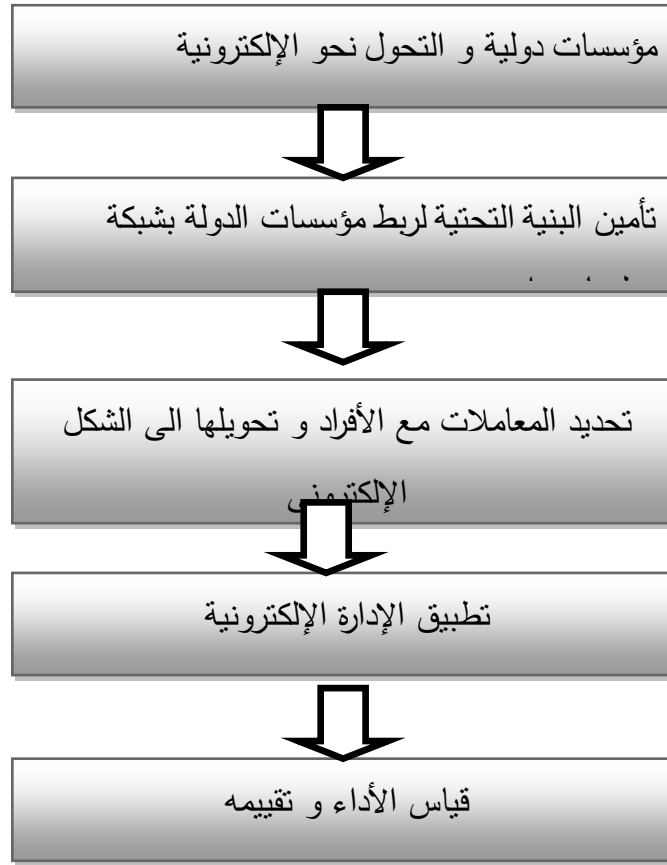 مؤسسات دولية و التحول نحو الإلكترونية
تأمين البنية التحتية لربط مؤسسات الدولة بشبكة
تحديد المعاملات مع الأفراد و تحويلها الى الشكل
الإلكتروني
تطبيق الإدارة الإلكترونية
قياس الأداء و تقييمه